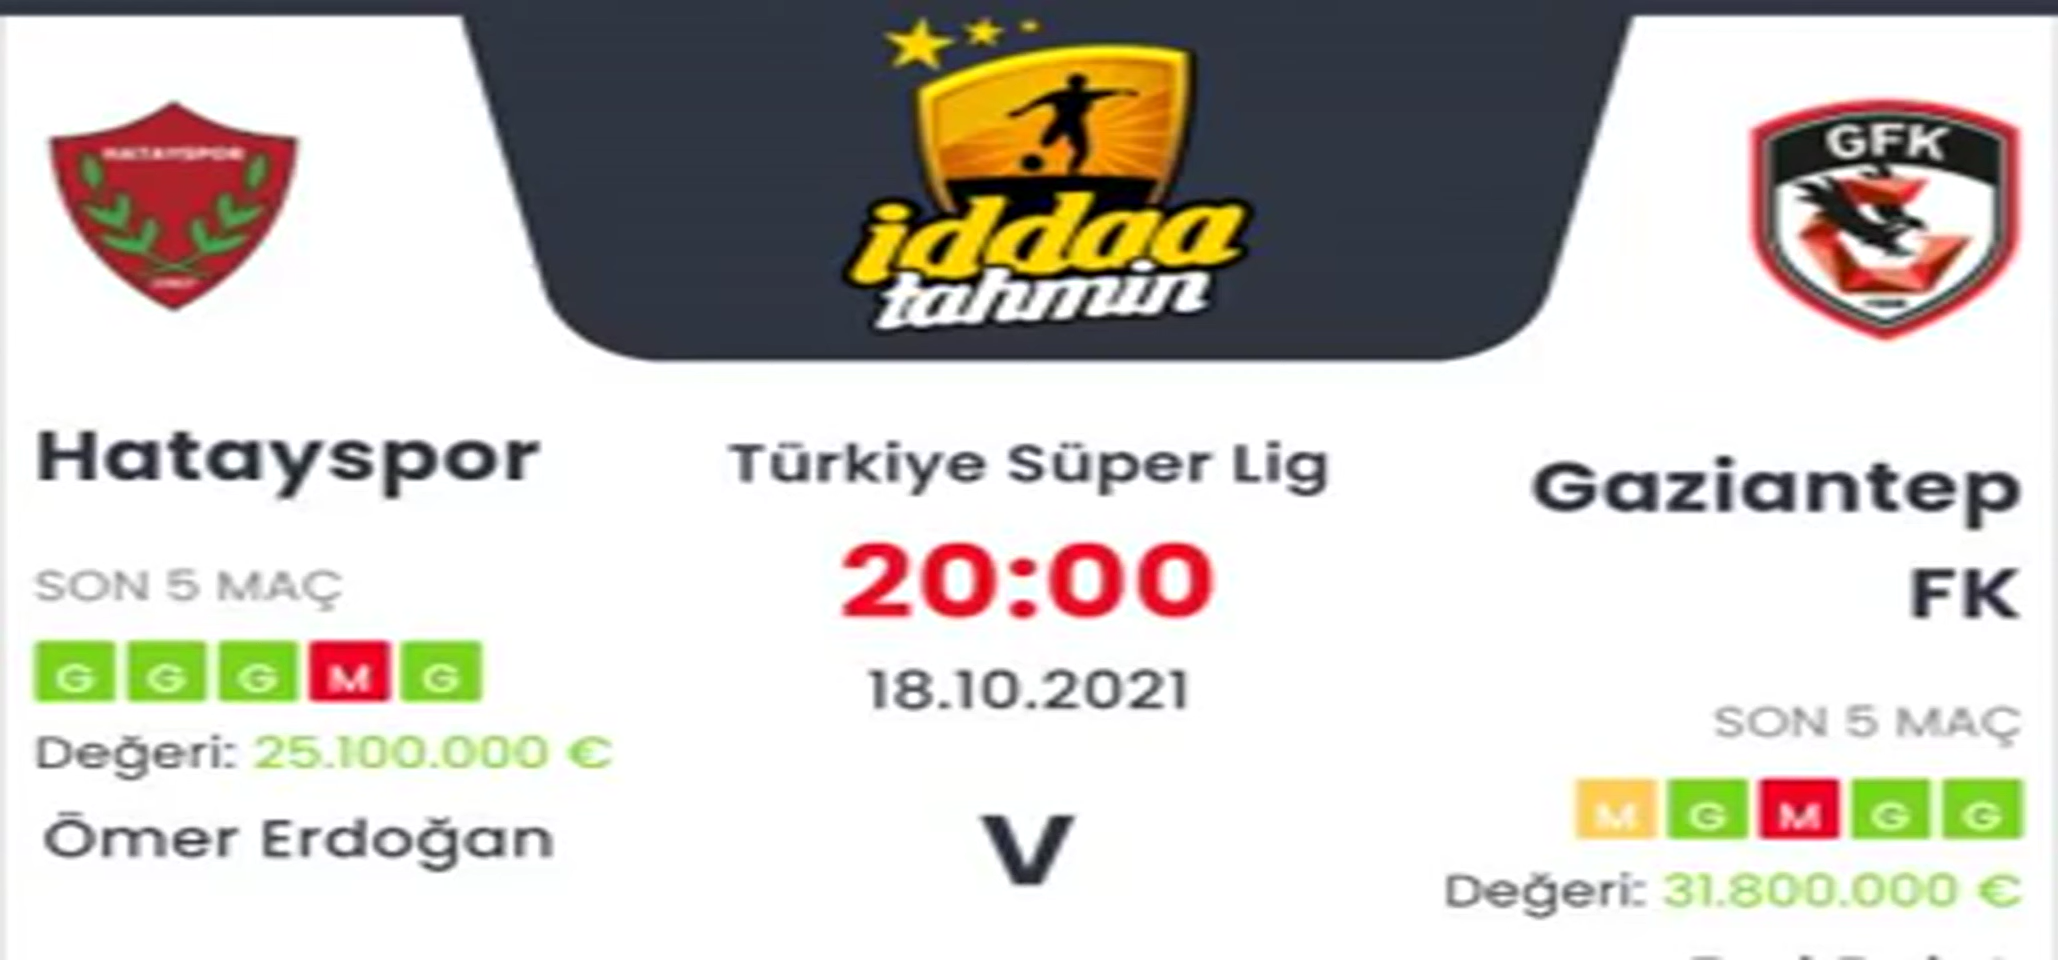 HATAYSPOR
GFK
iddaa
tahmin
Hatayspor
Türkiye Süper Lig
Gaziantep
FK
20:00
18.10.2021
SON 5 MAÇ
G G G M G
Değeri: 25.100.000 €
Ömer Erdoğan
V
SON 5 MAÇ
M G M G G
Değeri: 31.800.000 €